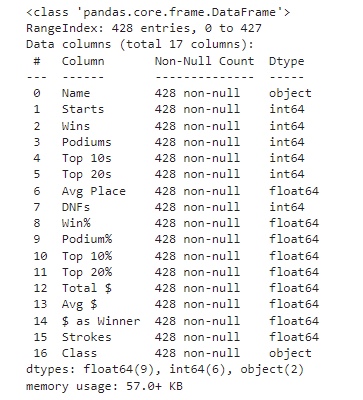 <class 'pandas.core.frame.DataFrame'>
RangeIndex: 428 entries, 0 to 427
Data columns (total 17 columns):
 #   Column       Non-Null Count  Dtype
---  ------       --------------  -----
 0   Name         428 non-null    object
 1   Starts       428 non-null    int64
 2   Wins         428 non-null    int64
 3   Podiums      428 non-null    int64
 4   Top 10s      428 non-null    int64
 5   Top 20s      428 non-null    int64
 6   Avg Place    428 non-null    float64
 7   DNFs         428 non-null    int64
 8   Win%         428 non-null    float64
 9   Podium%      428 non-null    float64
 10  Top 10%      428 non-null    float64
 11  Top 20%      428 non-null    float64
 12  Total $      428 non-null    float64
 13  Avg $        428 non-null    float64
 14  $ as Winner  428 non-null    float64
 15  Strokes      428 non-null    float64
 16  Class        428 non-null    object
dtypes: float64(9), int64(6), object(2)
memory usage: 57.0+ KB